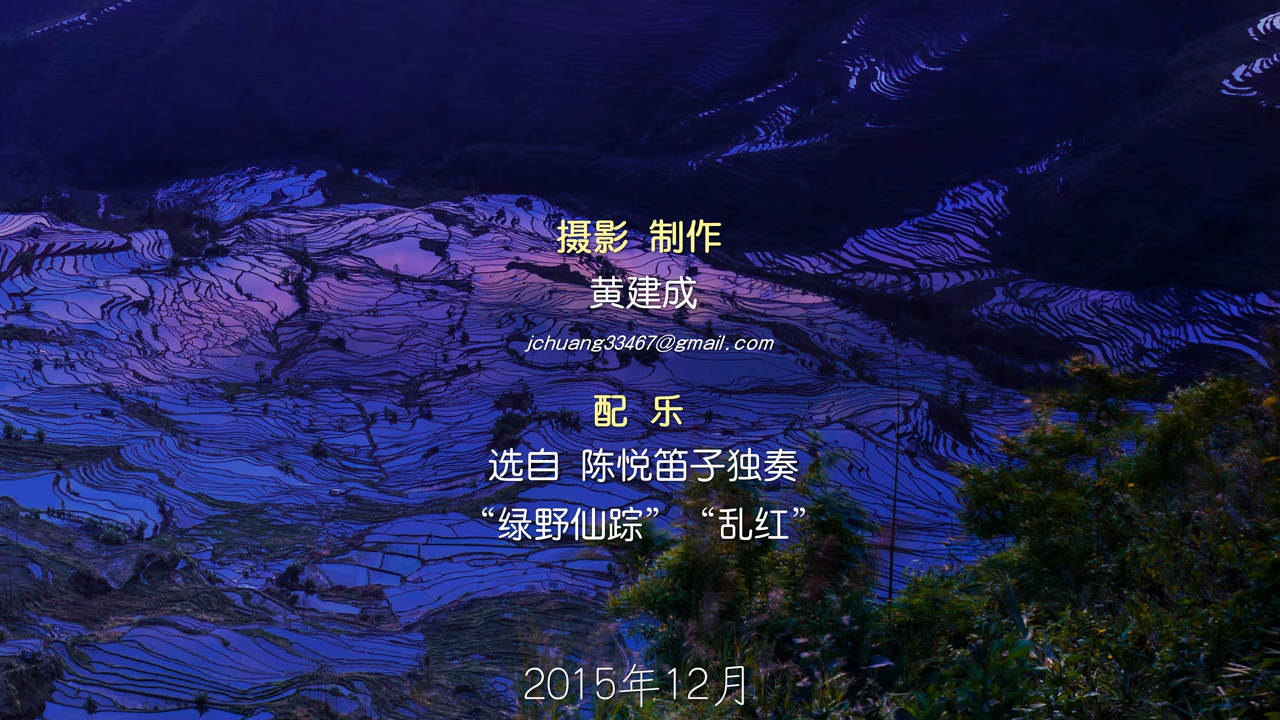 摄影 制作
黄建成
jchuang33467@gmail.com
配 乐
选自 陈悦笛子独奏
“绿野仙踪” “乱红”
2015年12月